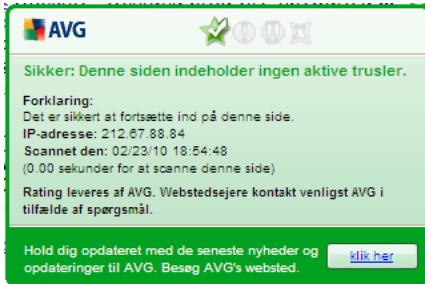 AVG
Sikker: Denne siden indeholder ingen aktive trusler.
Forklaring:
Det er sikkert at fortsætte ind på denne side.
IP-adresse: 212.67.88.84
Scannet den: 02/23/10 18:54:48
(0.00 sekunder for at scanne denne side)
Rating leveres af AVG. Webstedsejere kontakt venligst AVG i
tilfælde af spørgsmål.
Hold dig opdateret med de seneste nyheder og
opdateringer til AVG. Besøg AVG's websted.
klik her